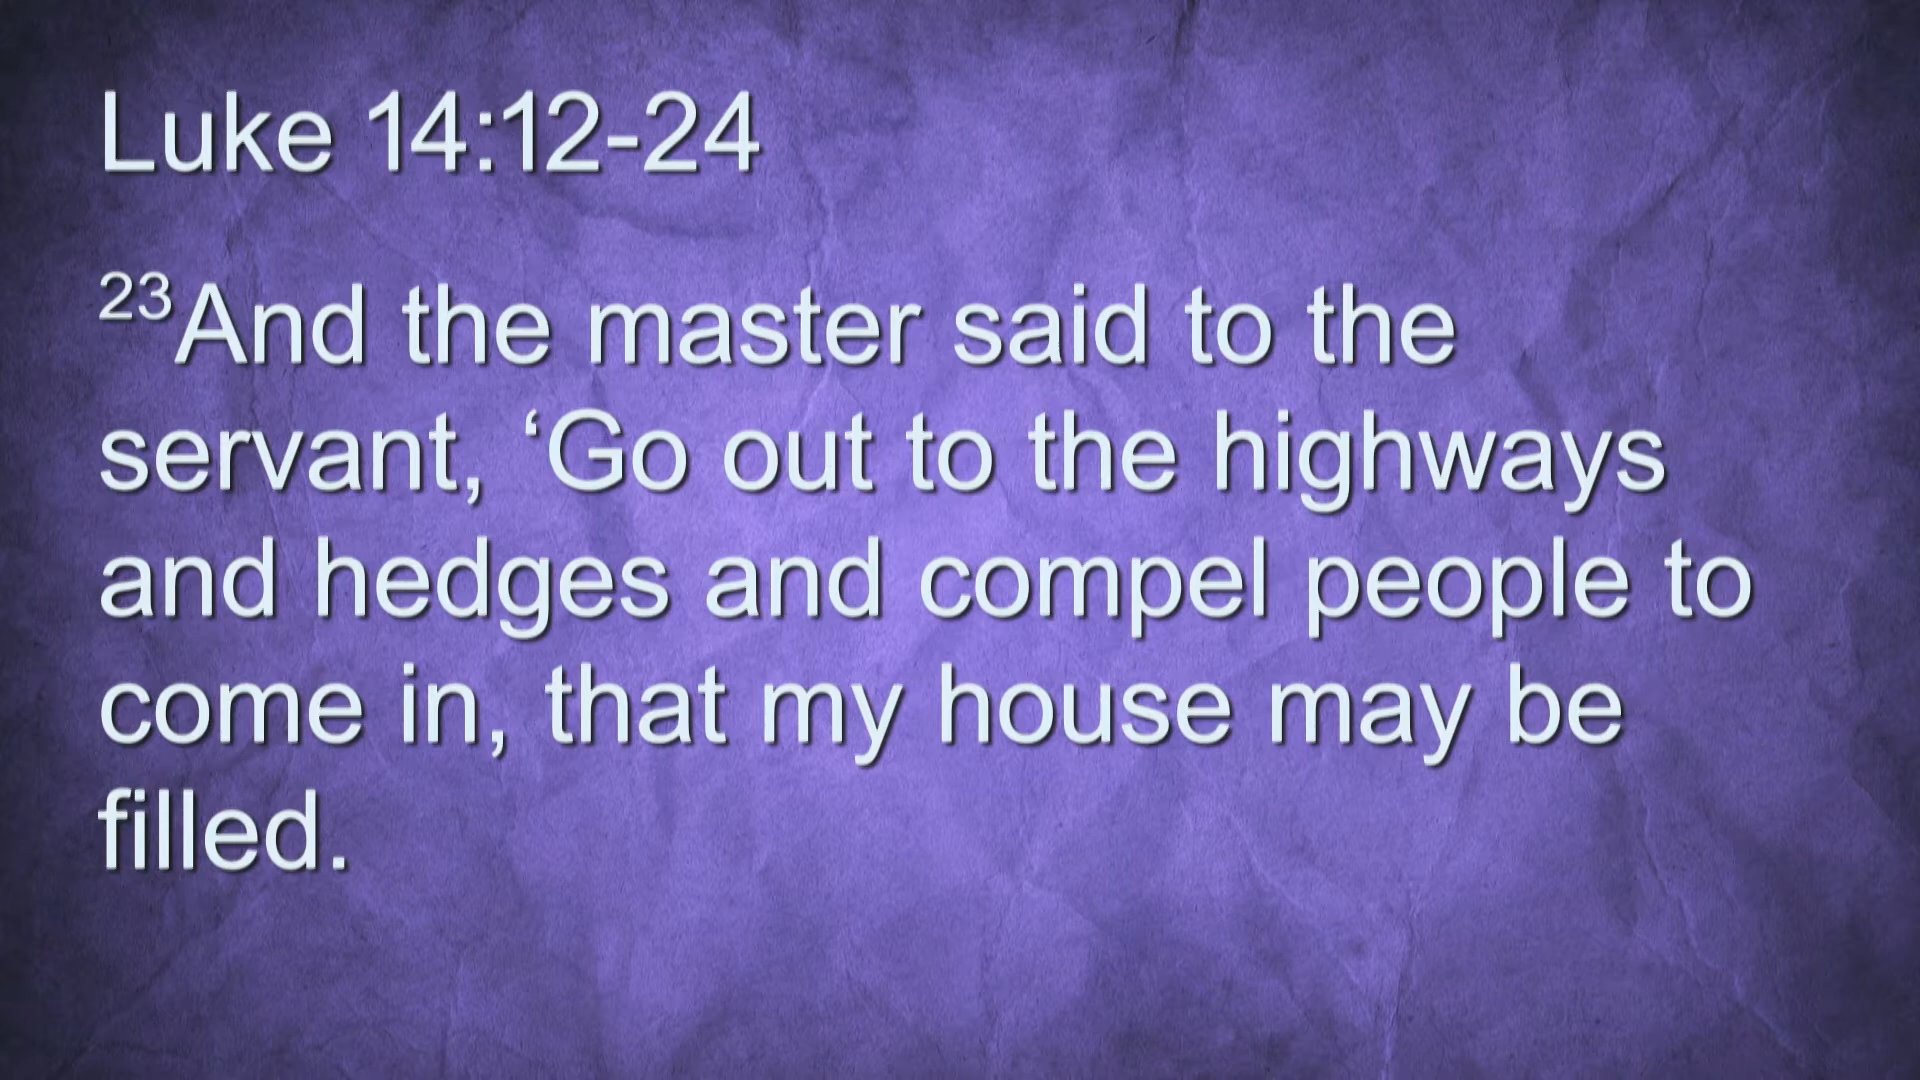 Luke 14:12-24
²³And the master said to the
servant, ‘Go out to the highways
and hedges and compel people to
come in, that my house may be
filled.